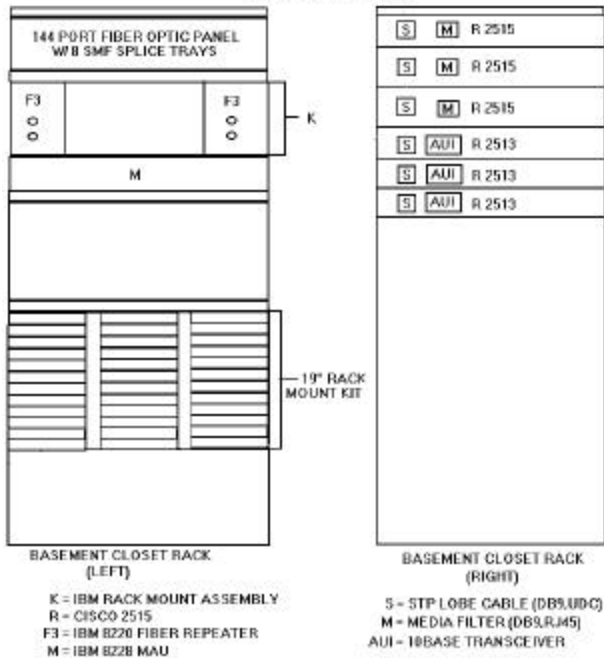 144 PORT FIBER OPTIC PANEL
W/8 SMF SPLICE TRAYS
F3
F3
K
M
19" RACK
MOUNT KIT
BASEMENT CLOSET RACK
(LEFT)
K = IBM RACK MOUNT ASSEMBLY
R = CISCO 2515
F3 = IBM 8220 FIBER REPEATER
M = IBM 8228 MAU
S M R 2515
S M R 2515
S M R 2515
S AUI R 2513
S AUI R 2513
S AUI R 2513
BASEMENT CLOSET RACK
(RIGHT)
S = STP LOBE CABLE (DB9,UDC)
M = MEDIA FILTER (DB9,RJ45)
AUI = 10BASE TRANSCEIVER